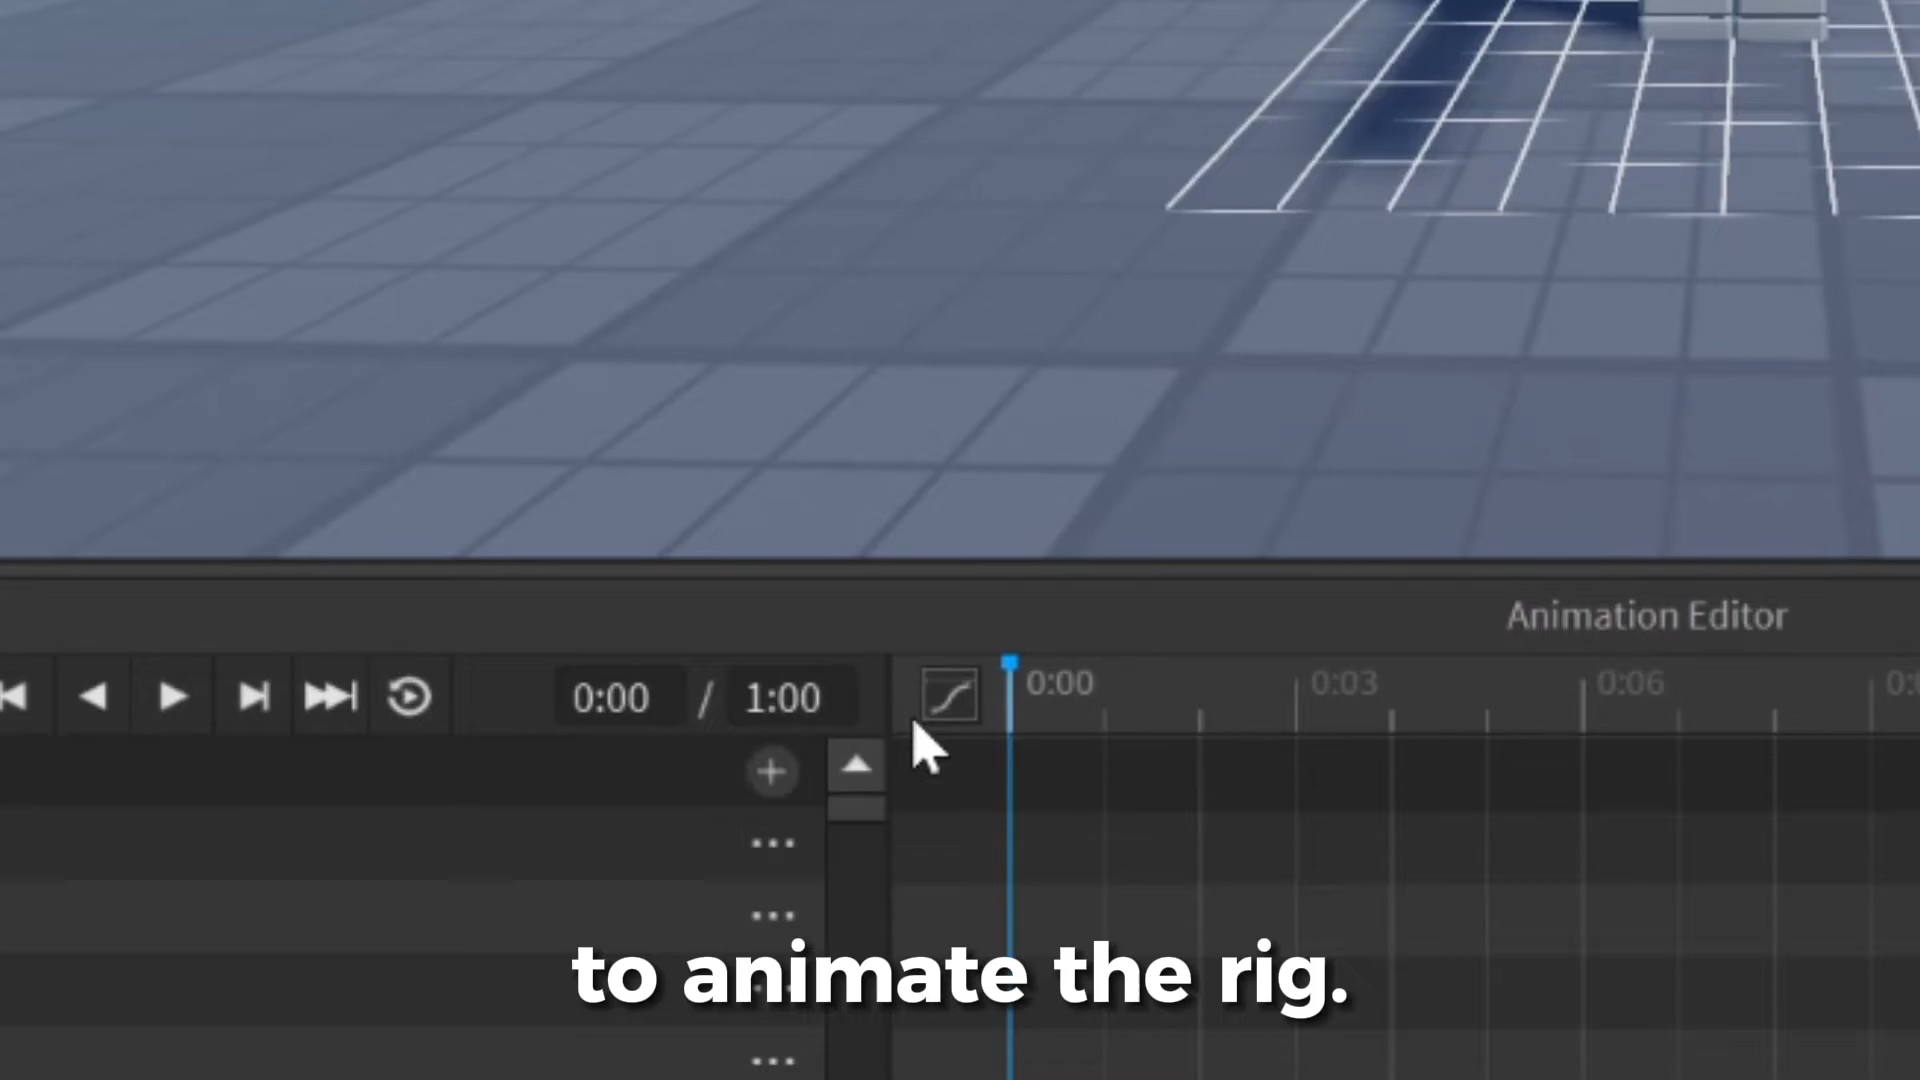 Animation Editor
0:00 / 1:00
0:00 0:03 0:06
to animate the rig.